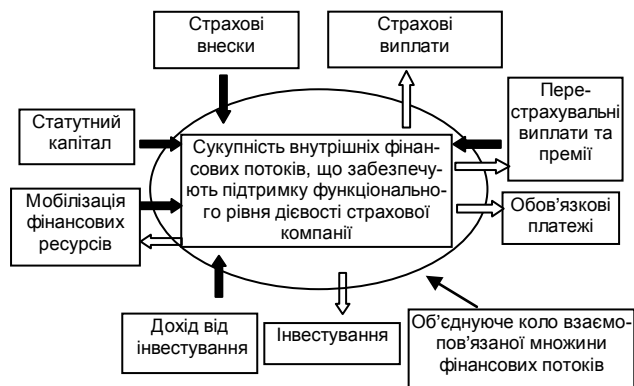 Страхові
внески
Страхові
виплати
Пере-
страхувальні
виплати та
премії
Статутний
капітал
Сукупність внутрішніх фінан-
сових потоків, що забезпечу-
ють підтримку функціонально-
го рівня дієвості страхової
компанії
Мобілізація
фінансових
ресурсів
Обов’язкові
платежі
Дохід від
інвестування
Інвестування
Об’єднуюче коло взаємо-
пов’язаної множини
фінансових потоків